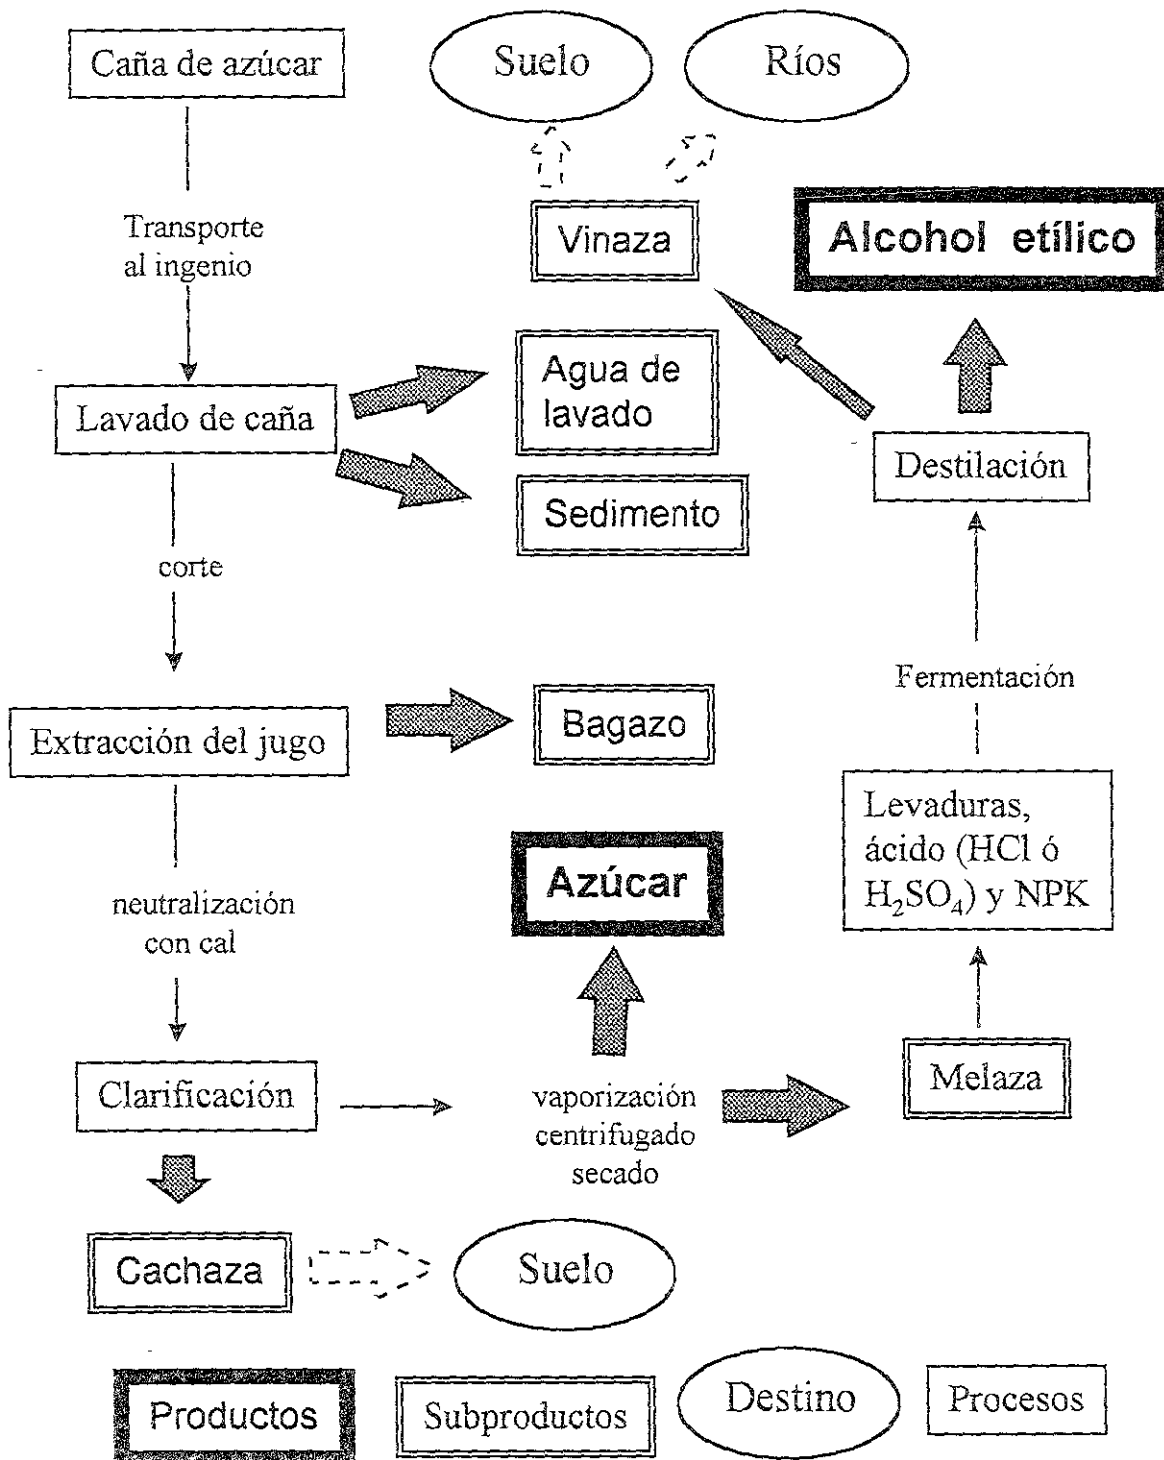 Caña de azúcar
Suelo
Ríos
Transporte
al ingenio
Vinaza
Alcohol etílico
Lavado de caña
Agua de
lavado
Destilación
Sedimento
corte
Fermentación
Extracción del jugo
Bagazo
Levaduras,
ácido (HCl ó
H₂SO₄) y NPK
Azúcar
neutralización
con cal
Clarificación
vaporización
centrifugado
secado
Melaza
Cachaza
Suelo
Productos
Subproductos
Destino
Procesos